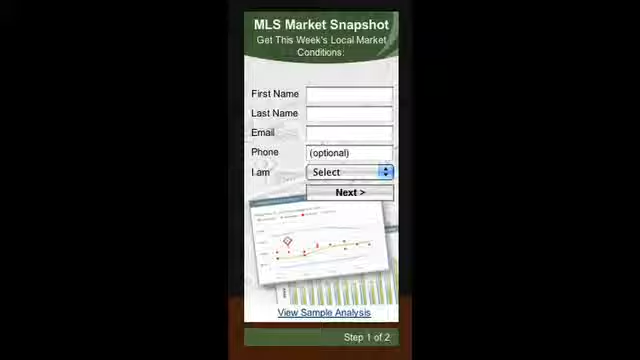 MLS Market Snapshot
Get This Week's Local Market
Conditions:
First Name
Last Name
Email
Phone (optional)
I am Select
Next >
View Sample Analysis
Step 1 of 2